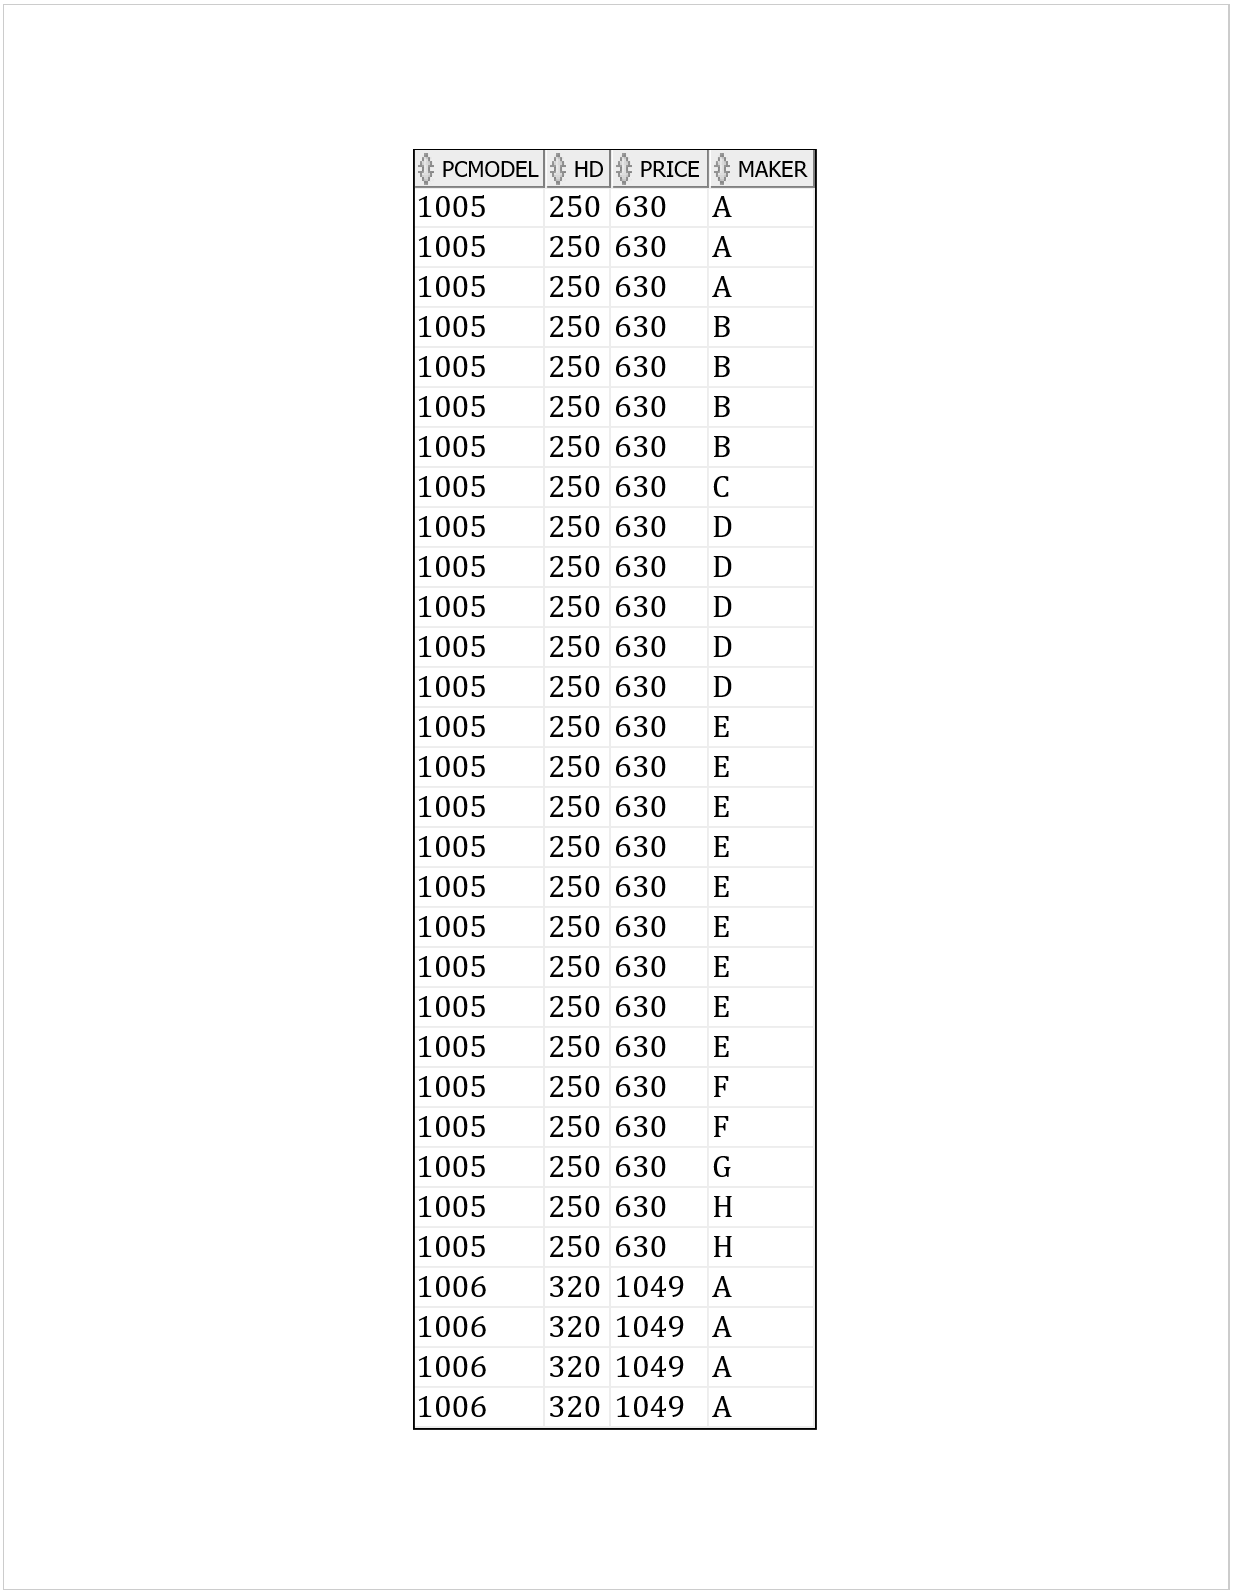 PCMODEL HD PRICE MAKER
1005 250 630 A
1005 250 630 A
1005 250 630 A
1005 250 630 B
1005 250 630 B
1005 250 630 B
1005 250 630 B
1005 250 630 C
1005 250 630 D
1005 250 630 D
1005 250 630 D
1005 250 630 D
1005 250 630 D
1005 250 630 E
1005 250 630 E
1005 250 630 E
1005 250 630 E
1005 250 630 E
1005 250 630 E
1005 250 630 E
1005 250 630 E
1005 250 630 E
1005 250 630 F
1005 250 630 F
1005 250 630 G
1005 250 630 H
1005 250 630 H
1006 320 1049 A
1006 320 1049 A
1006 320 1049 A
1006 320 1049 A